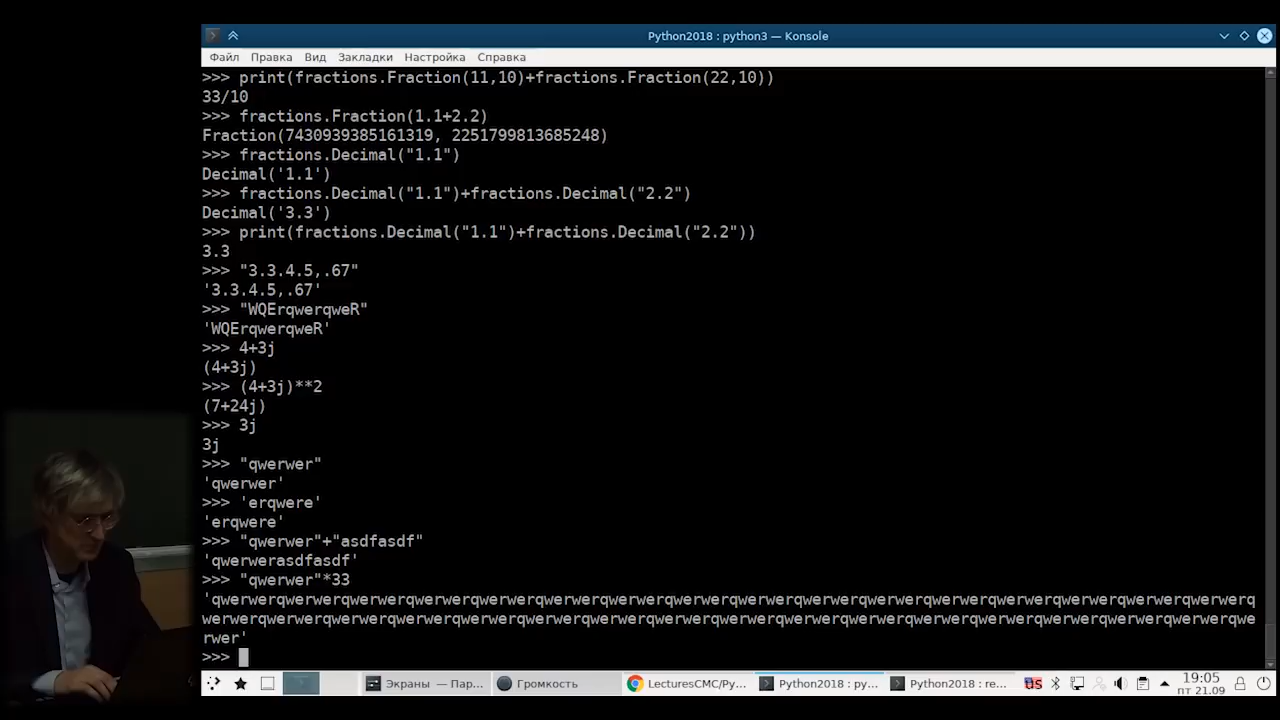 Python2018 : python3 — Konsole
Файл Правка Вид Закладки Настройка Справка
>>> print(fractions.Fraction(11,10)+fractions.Fraction(22,10))
33/10
>>> fractions.Fraction(1.1+2.2)
Fraction(7430939385161319, 2251799813685248)
>>> fractions.Decimal("1.1")
Decimal('1.1')
>>> fractions.Decimal("1.1")+fractions.Decimal("2.2")
Decimal('3.3')
>>> print(fractions.Decimal("1.1")+fractions.Decimal("2.2"))
3.3
>>> "3.3.4.5,.67"
'3.3.4.5,.67'
>>> "WQErqwerqweR"
'WQErqwerqweR'
>>> 4+3j
(4+3j)
>>> (4+3j)**2
(7+24j)
>>> 3j
3j
>>> "qwerwer"
'qwerwer'
>>> 'erqwere'
'erqwere'
>>> "qwerwer"+"asdfasdf"
'qwerwerasdfasdf'
>>> "qwerwer"*33
'qwerwerqwerwerqwerwerqwerwerqwerwerqwerwerqwerwerqwerwerqwerwerqwerwerqwerwerqwerwerqwerwerqwerwerqwerwerqwerwerq
werwerqwerwerqwerwerqwerwerqwerwerqwerwerqwerwerqwerwerqwerwerqwerwerqwerwerqwerwerqwerwerqwerwerqwerwerqwerwerqwe
rwer'
>>>
Экраны — Пар... Громкость LecturesCMC/Py... Python2018 : py... Python2018 : re... US 19:05
пт 21.09